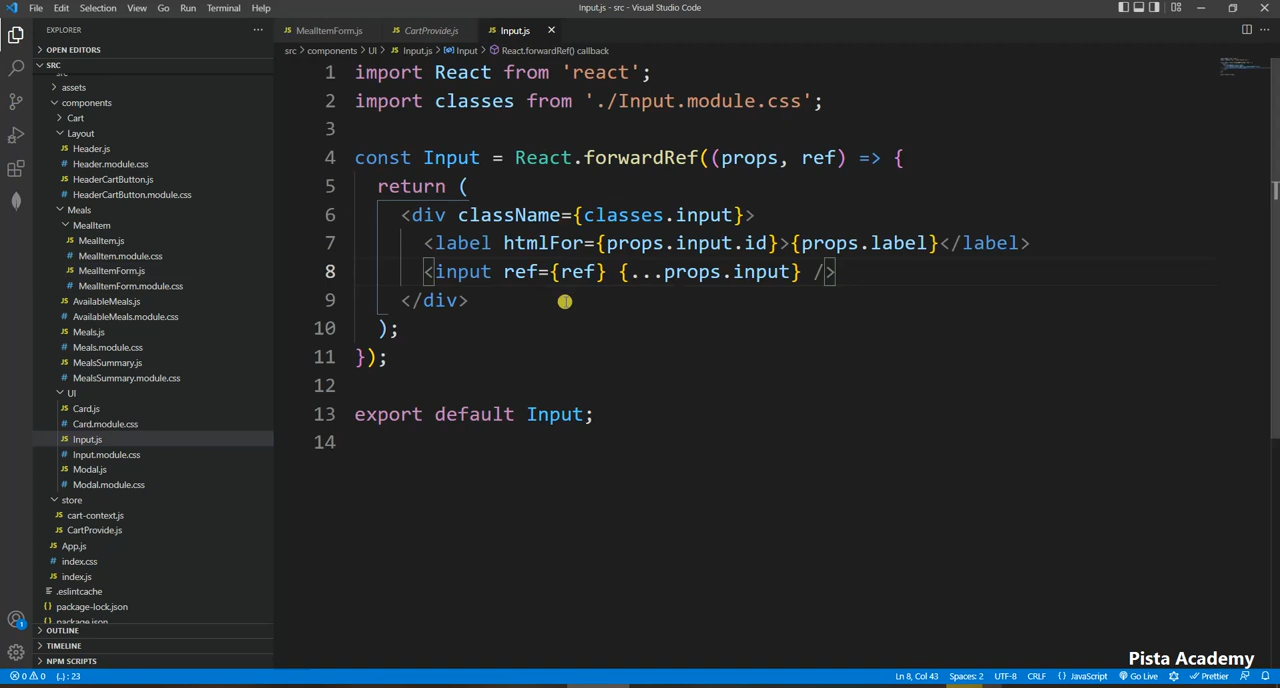 File Edit Selection View Go Run Terminal Help
Input.js - src - Visual Studio Code
EXPLORER
OPEN EDITORS
SRC
assets
components
Cart
Layout
Header.js
Header.module.css
HeaderCartButton.js
HeaderCartButton.module.css
Meals
MealItem
MealItem.js
MealItem.module.css
MealItemForm.js
MealItemForm.module.css
AvailableMeals.js
AvailableMeals.module.css
Meals.js
Meals.module.css
MealsSummary.js
MealsSummary.module.css
UI
Card.js
Card.module.css
Input.js
Input.module.css
Modal.js
Modal.module.css
store
cart-context.js
CartProvide.js
App.js
index.css
index.js
.eslintcache
package-lock.json
package.json
OUTLINE
TIMELINE
NPM SCRIPTS
MealItemForm.js CartProvide.js Input.js
src > components > UI > Input.js > Input > React.forwardRef() callback
1 import React from 'react';
2 import classes from './Input.module.css';
3
4 const Input = React.forwardRef((props, ref) => {
5 return (
6 <div className={classes.input}>
7 <label htmlFor={props.input.id}>{props.label}</label>
8 <input ref={ref} {...props.input} />
9 </div>
10 );
11 });
12
13 export default Input;
14
Pista Academy
0 0 {..} : 23 Ln 8, Col 43 Spaces: 2 UTF-8 CRLF {} JavaScript Go Live Prettier